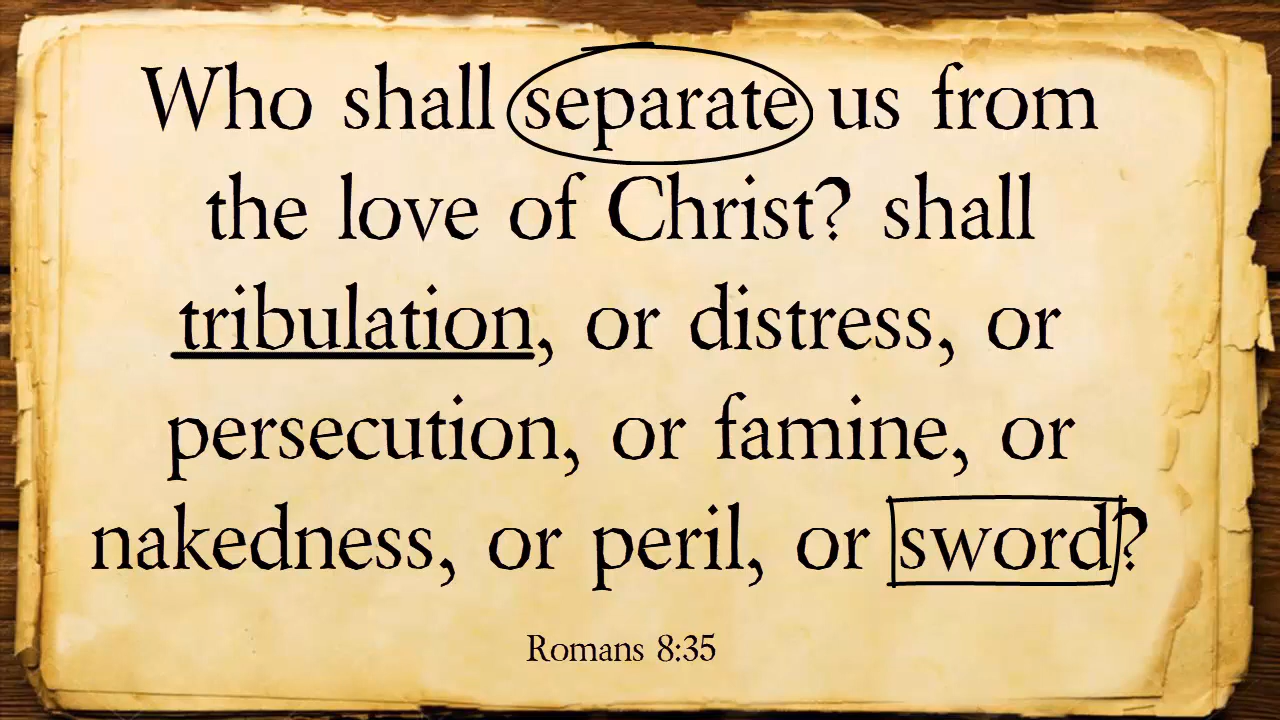 Who shall separate us from
the love of Christ? shall
tribulation, or distress, or
persecution, or famine, or
nakedness, or peril, or sword?
Romans 8:35